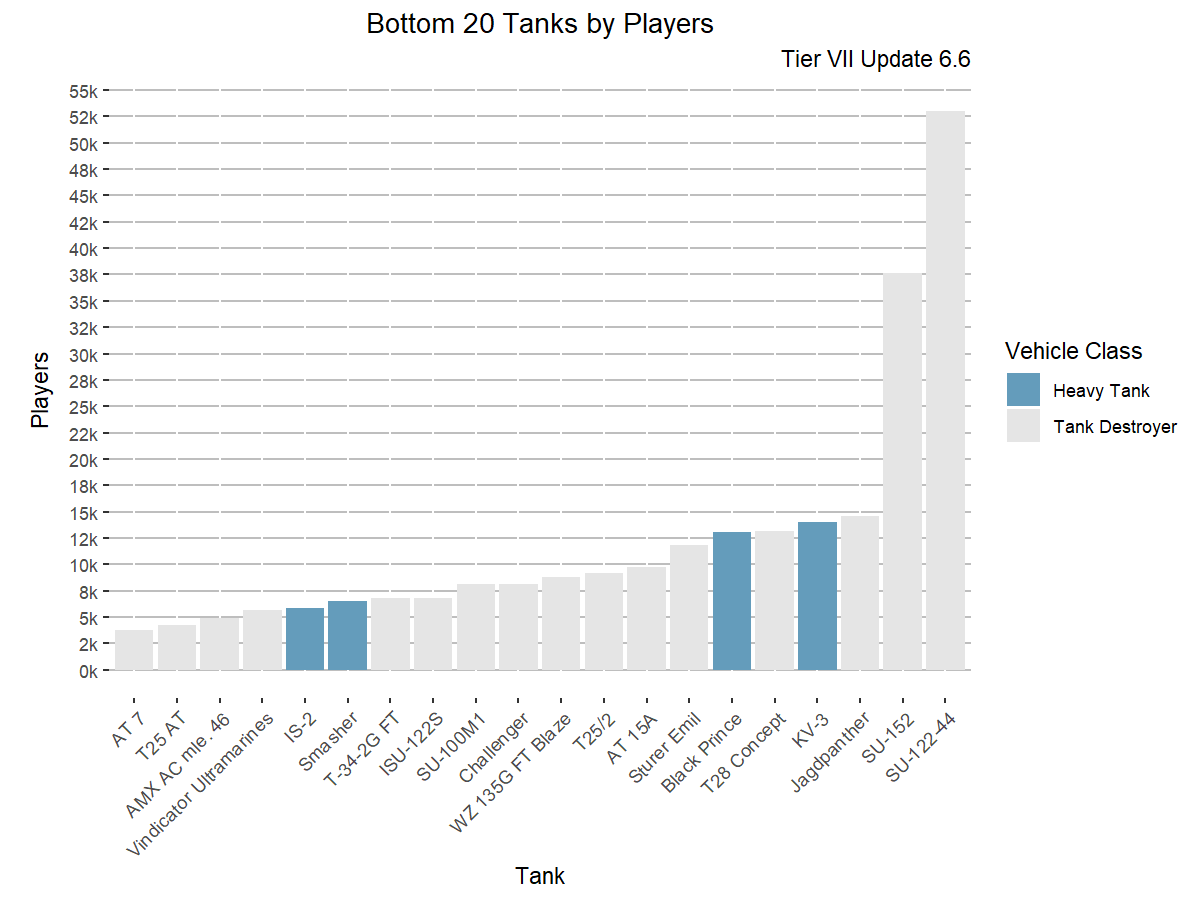 Bottom 20 Tanks by Players
Tier VII Update 6.6
55k
52k
50k
48k
45k
42k
40k
38k
35k
32k
30k
28k
25k
22k
20k
18k
15k
12k
10k
8k
5k
2k
0k
Players
AT 7
T25 AT
AMX AC mle. 46
Vindicator Ultramarines
IS-2
Smasher
T-34-2G FT
ISU-122S
SU-100M1
Challenger
WZ 135G FT Blaze
T25/2
AT 15A
Sturer Emil
Black Prince
T28 Concept
KV-3
Jagdpanther
SU-152
SU-122-44
Tank
Vehicle Class
Heavy Tank
Tank Destroyer